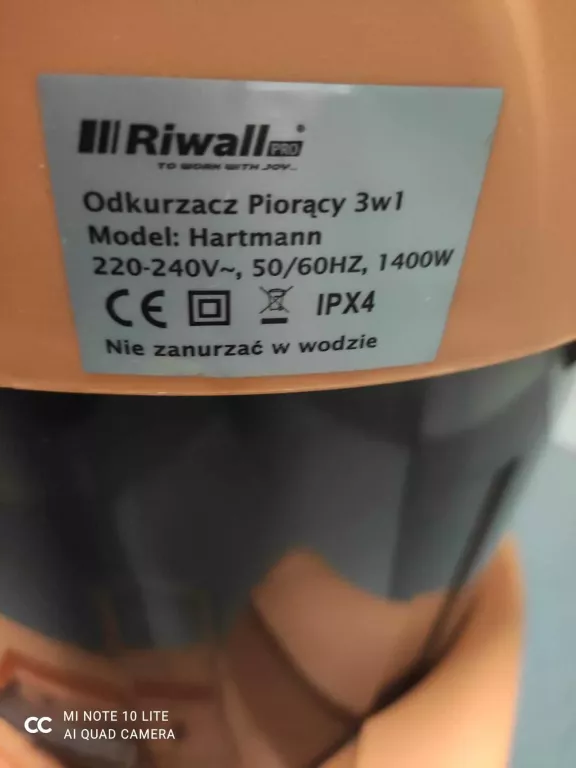 Riwall PRO
TO WORK WITH JOY...
Odkurzacz Piorący 3w1
Model: Hartmann
220-240V~, 50/60HZ, 1400W
CE IPX4
Nie zanurzać w wodzie
MI NOTE 10 LITE
AI QUAD CAMERA